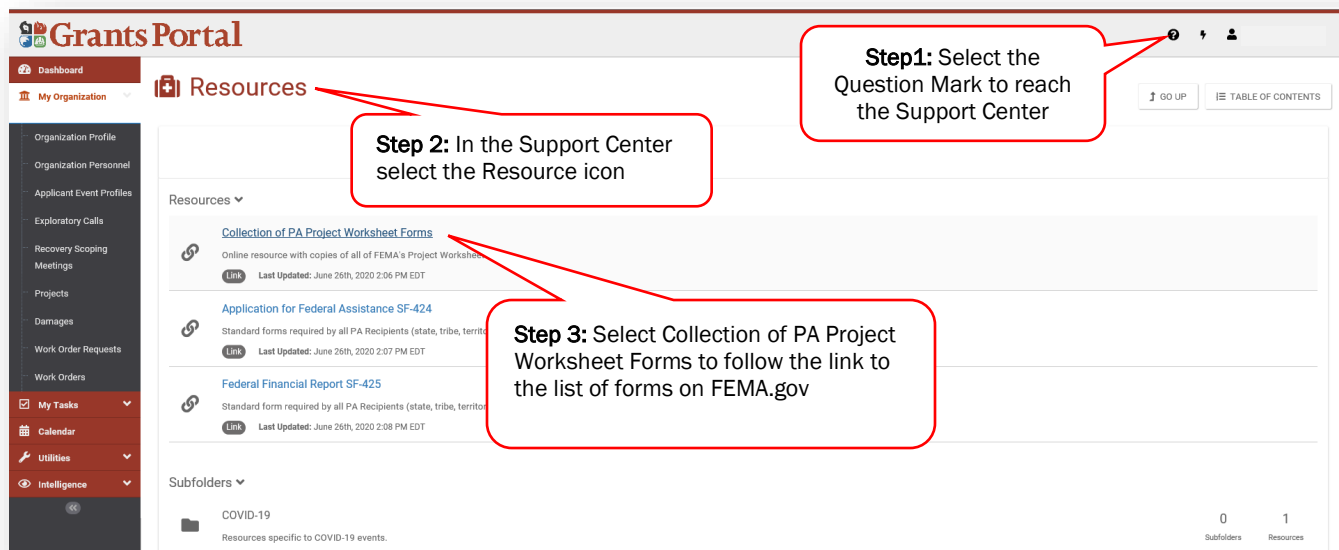 Grants Portal
Step1: Select the
Question Mark to reach
the Support Center
Dashboard
My Organization
Organization Profile
Organization Personnel
Applicant Event Profiles
Exploratory Calls
Recovery Scoping
Meetings
Projects
Damages
Work Order Requests
Work Orders
My Tasks
Calendar
Utilities
Intelligence
Resources
GO UP
TABLE OF CONTENTS
Step 2: In the Support Center
select the Resource icon
Resources
Collection of PA Project Worksheet Forms
Online resource with copies of all of FEMA's Project Workshee
Link Last Updated: June 26th, 2020 2:06 PM EDT
Application for Federal Assistance SF-424
Standard forms required by all PA Recipients (state, tribe, territo
Link Last Updated: June 26th, 2020 2:07 PM EDT
Federal Financial Report SF-425
Standard form required by all PA Recipients (state, tribe, territor
Link Last Updated: June 26th, 2020 2:08 PM EDT
Step 3: Select Collection of PA Project
Worksheet Forms to follow the link to
the list of forms on FEMA.gov
Subfolders
COVID-19
Resources specific to COVID-19 events.
0 1
Subfolders Resources